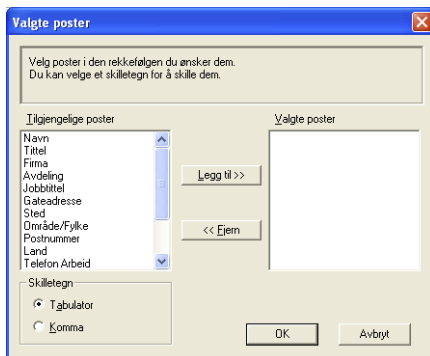 Valgte poster
Velg poster i den rekkefølgen du ønsker dem.
Du kan velge et skilletegn for å skille dem.
Tilgjengelige poster
Valgte poster
Navn
Tittel
Firma
Avdeling
Jobbtittel
Gateadresse
Sted
Område/Fylke
Postnummer
Land
Telefon Arbeid
Legg til >>
<< Fjern
Skilletegn
Tabulator
Komma
OK
Avbryt